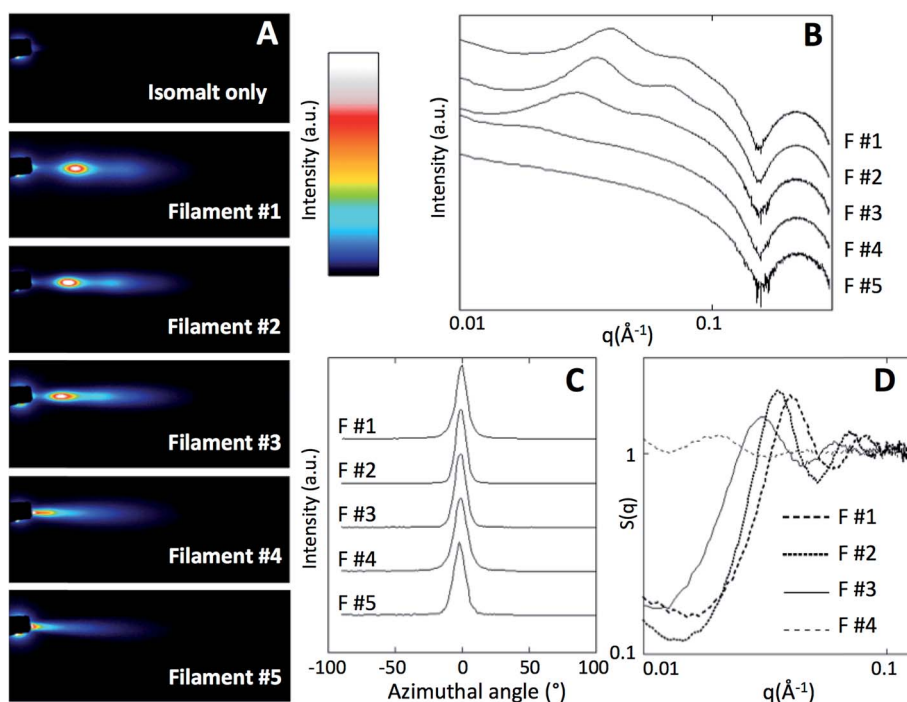 A
Isomalt only
Filament #1
Filament #2
Filament #3
Filament #4
Filament #5
Intensity (a.u.)
B
Intensity (a.u.)
F #1
F #2
F #3
F #4
F #5
0.01
0.1
q(Å-1)
C
Intensity (a.u.)
F #1
F #2
F #3
F #4
F #5
-100
-50
0
50
100
Azimuthal angle (°)
D
S(q)
1
0.1
F #1
F #2
F #3
F #4
0.01
0.1
q(Å-1)